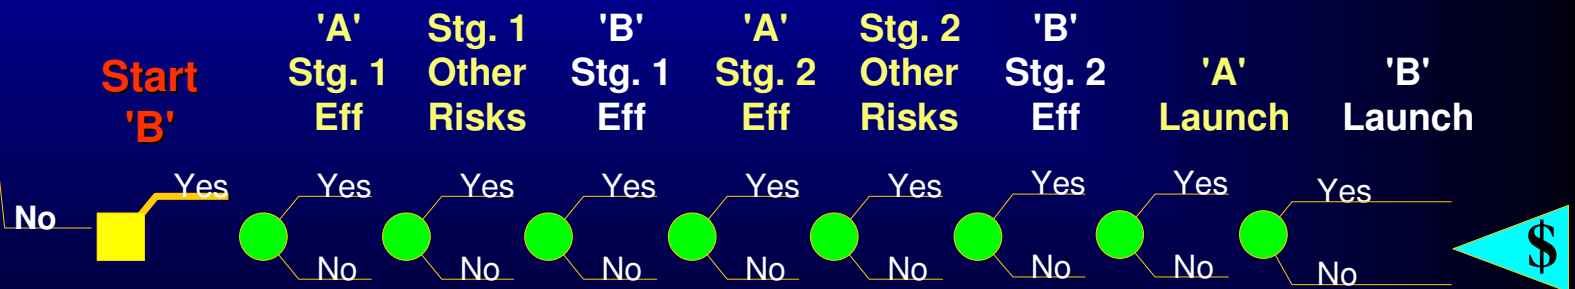 Start
'B'
'A'
Stg. 1
Eff
Stg. 1
Other
Risks
'B'
Stg. 1
Eff
'A'
Stg. 2
Eff
Stg. 2
Other
Risks
'B'
Stg. 2
Eff
'A'
Launch
'B'
Launch
No
Yes
Yes
No
Yes
No
Yes
No
Yes
No
Yes
No
Yes
No
Yes
No
Yes
No
$